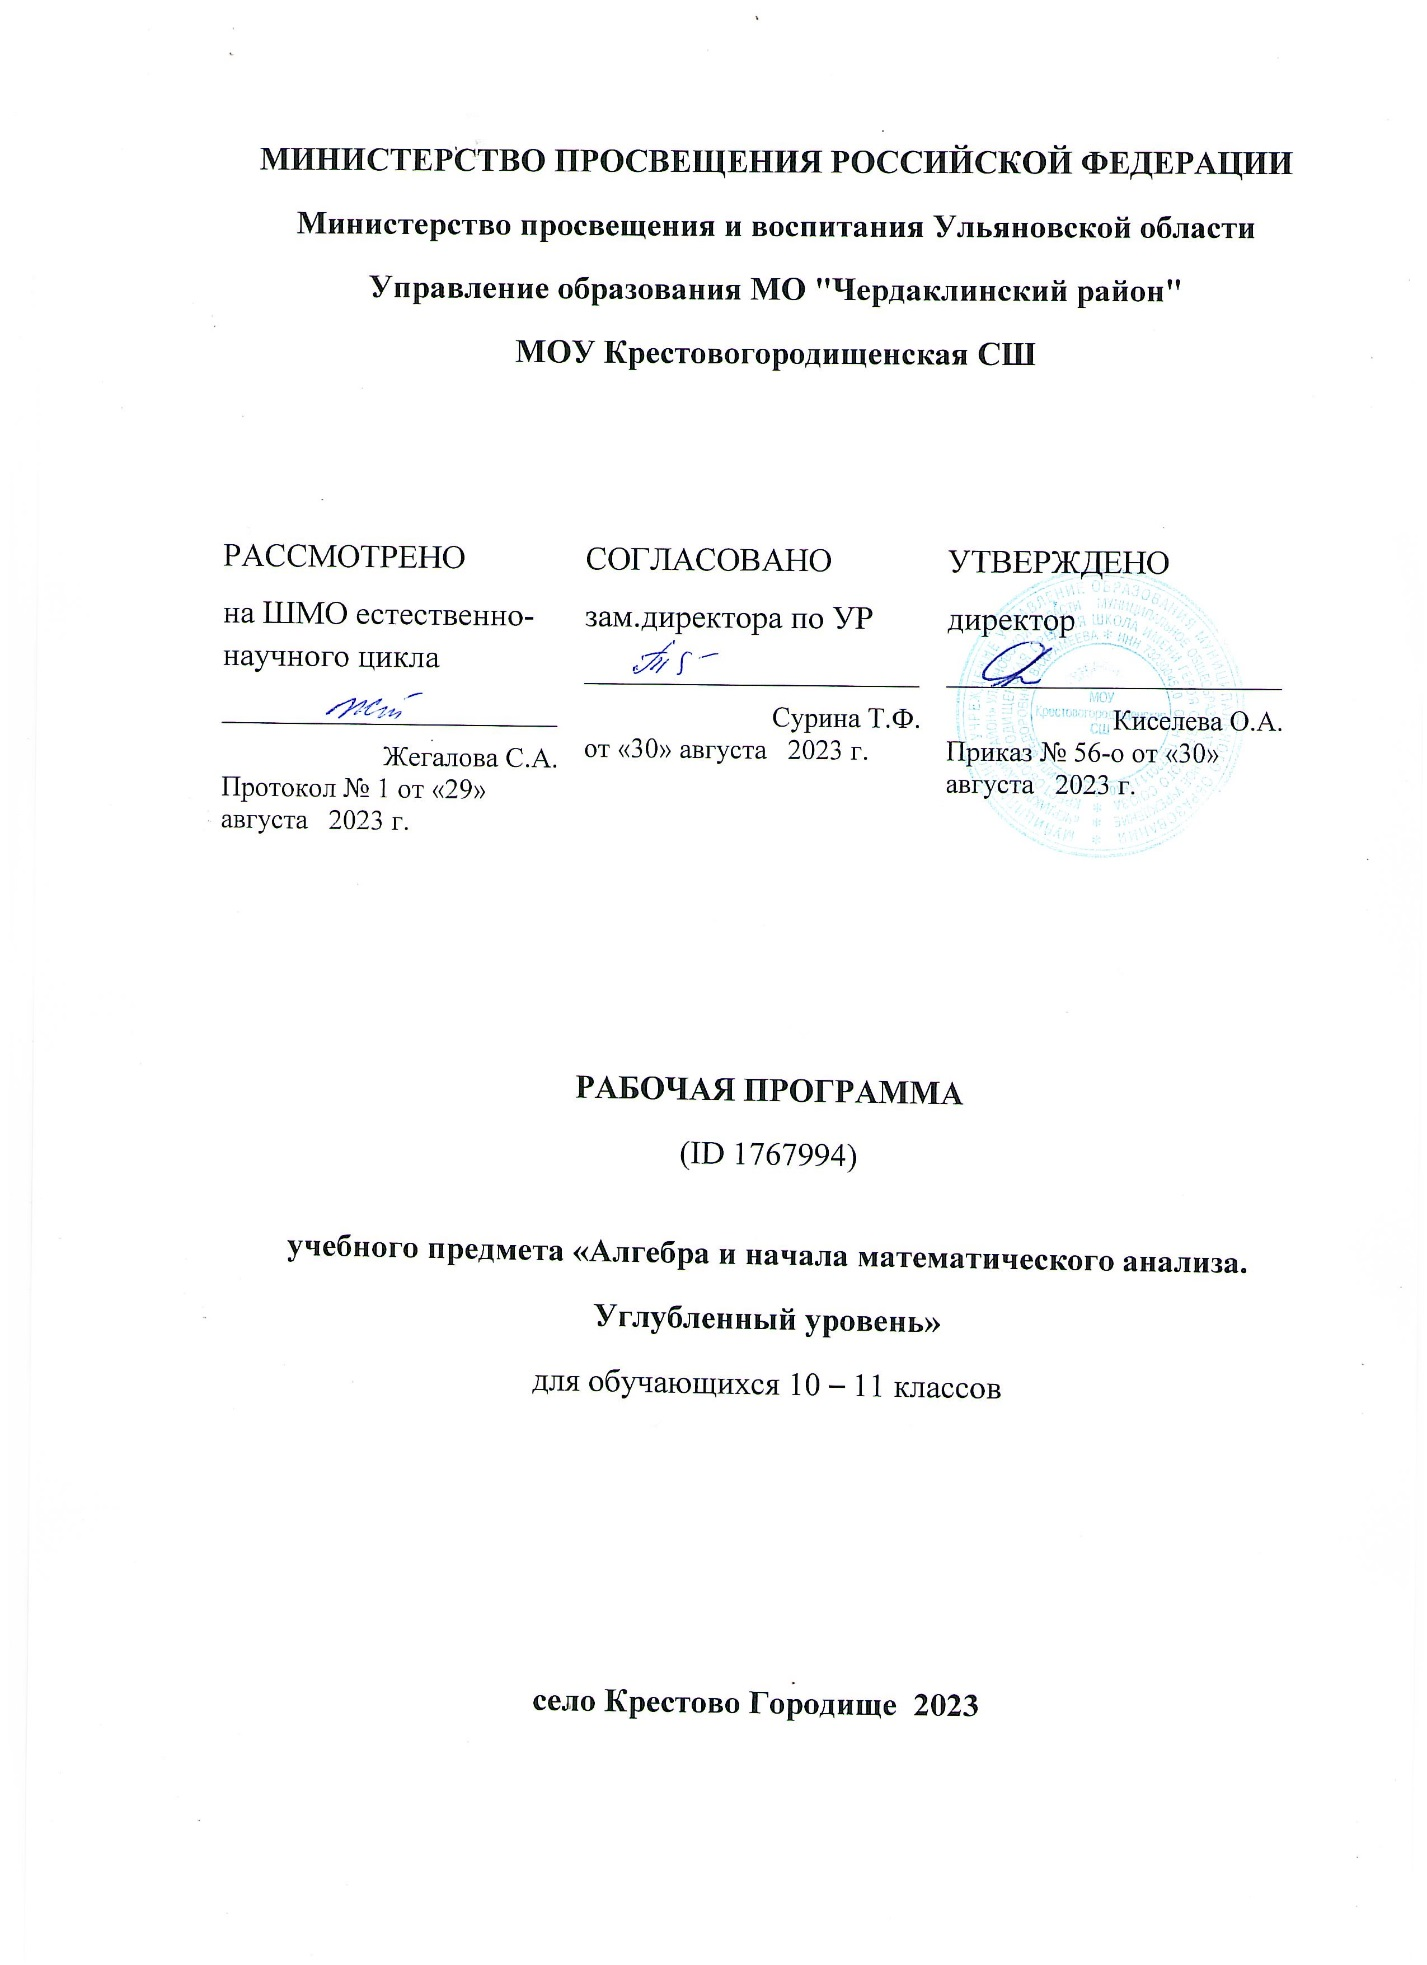 МИНИСТЕРСТВО ПРОСВЕЩЕНИЯ РОССИЙСКОЙ ФЕДЕРАЦИИ
Министерство просвещения и воспитания Ульяновской области
Управление образования МО "Чердаклинский район"
МОУ Крестовогородищенская СШ
РАССМОТРЕНО
на ШМО естественно-
научного цикла
Жегалова С.А.
Протокол № 1 от «29»
августа 2023 г.
СОГЛАСОВАНО
зам.директора по УР
Сурина Т.Ф.
от «30» августа 2023 г.
УТВЕРЖДЕНО
директор
МОУ
СШ
Киселева О.А.
Приказ № 56-о от «30»
августа 2023 г.
РАБОЧАЯ ПРОГРАММА
(ID 1767994)
учебного предмета «Алгебра и начала математического анализа.
Углубленный уровень»
для обучающихся 10 – 11 классов
село Крестово Городище 2023